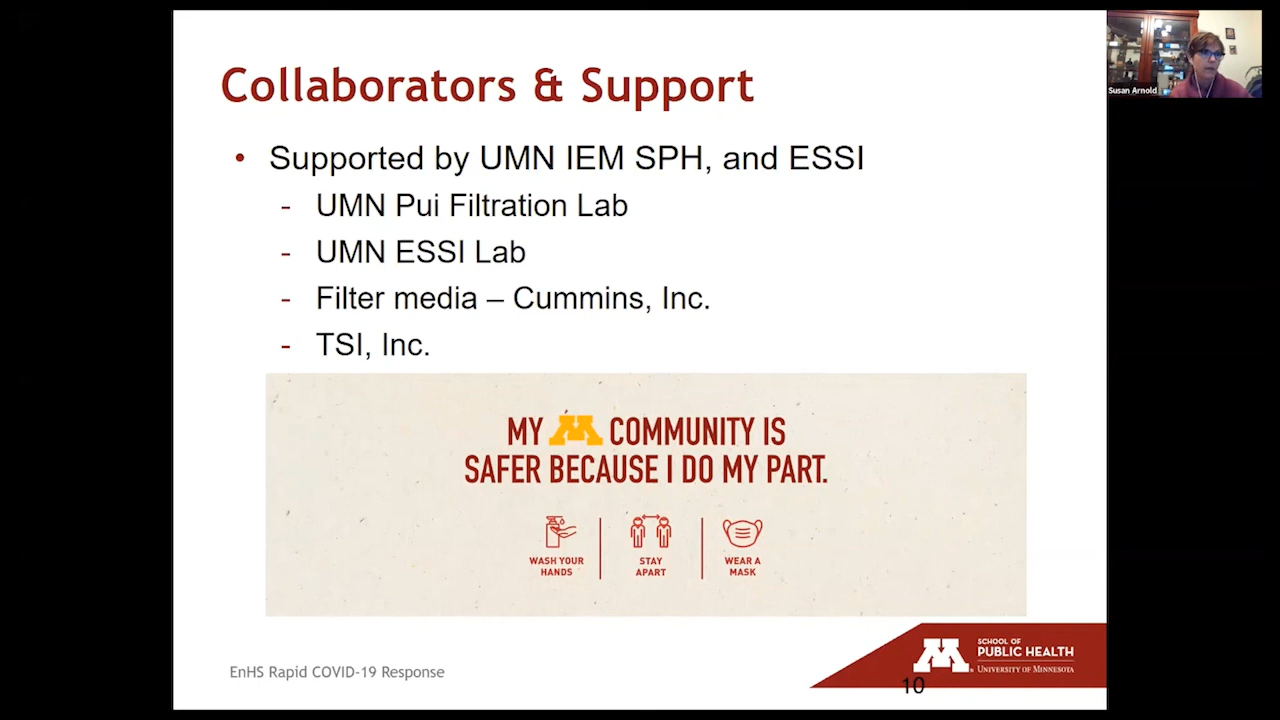 Collaborators & Support
• Supported by UMN IEM SPH, and ESSI
- UMN Pui Filtration Lab
- UMN ESSI Lab
- Filter media – Cummins, Inc.
- TSI, Inc.
MY M COMMUNITY IS
SAFER BECAUSE I DO MY PART.
WASH YOUR
HANDS
STAY
APART
WEAR A
MASK
EnHS Rapid COVID-19 Response
M
SCHOOL OF
PUBLIC HEALTH
UNIVERSITY OF MINNESOTA
10
Susan Arnold